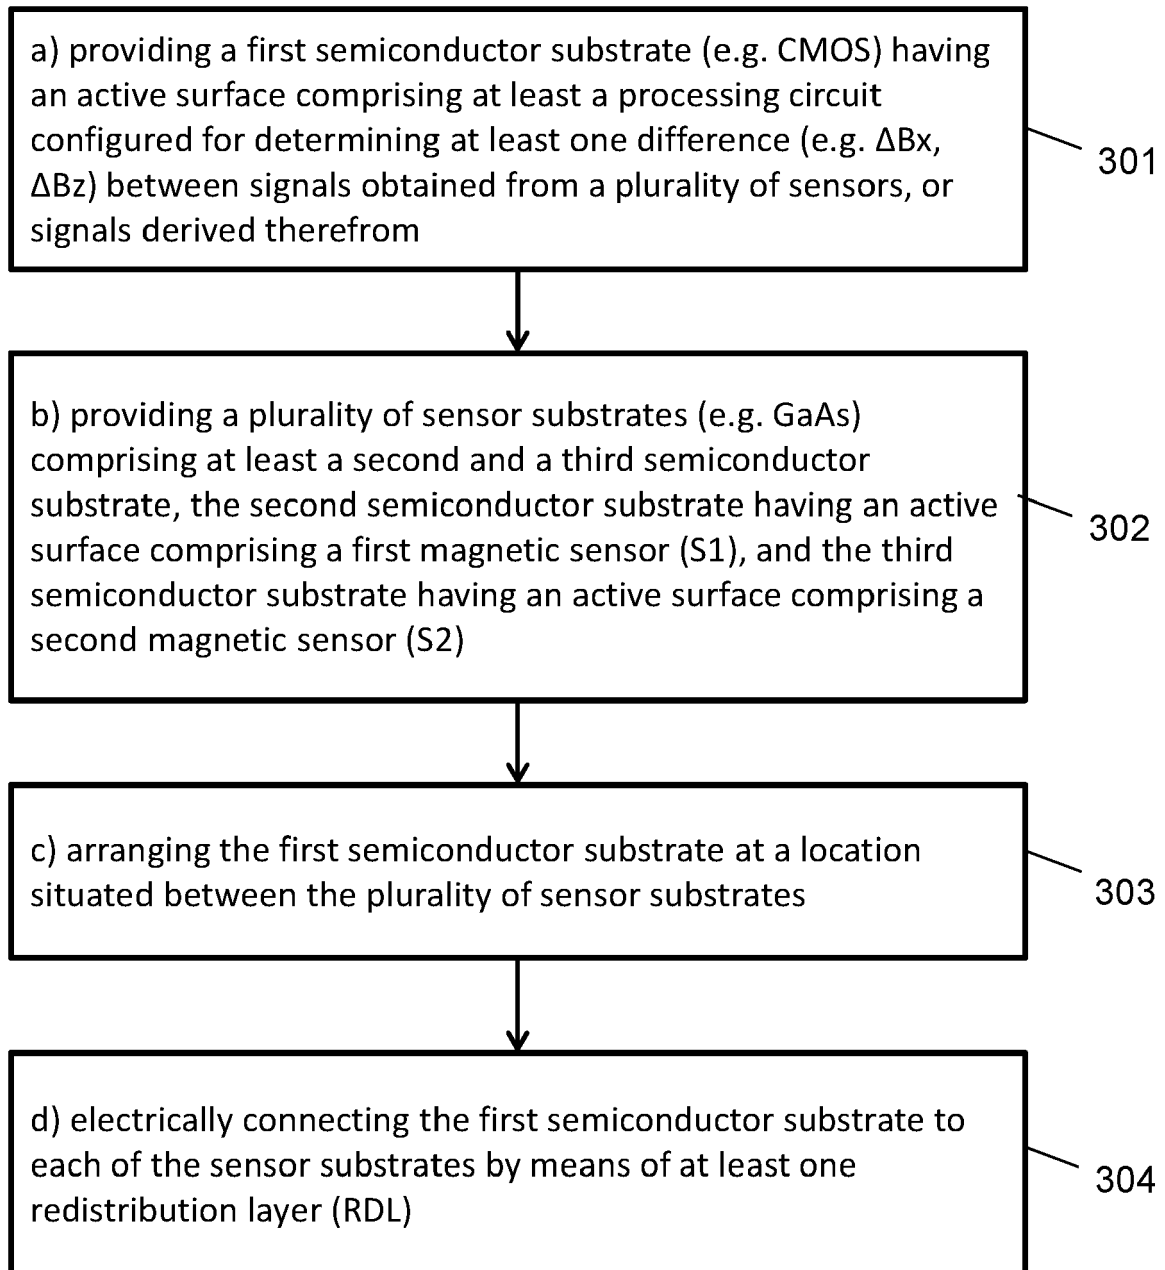 a) providing a first semiconductor substrate (e.g. CMOS) having
an active surface comprising at least a processing circuit
configured for determining at least one difference (e.g. ΔBx,
ΔBz) between signals obtained from a plurality of sensors, or
signals derived therefrom
301
b) providing a plurality of sensor substrates (e.g. GaAs)
comprising at least a second and a third semiconductor
substrate, the second semiconductor substrate having an active
surface comprising a first magnetic sensor (S1), and the third
semiconductor substrate having an active surface comprising a
second magnetic sensor (S2)
302
c) arranging the first semiconductor substrate at a location
situated between the plurality of sensor substrates
303
d) electrically connecting the first semiconductor substrate to
each of the sensor substrates by means of at least one
redistribution layer (RDL)
304